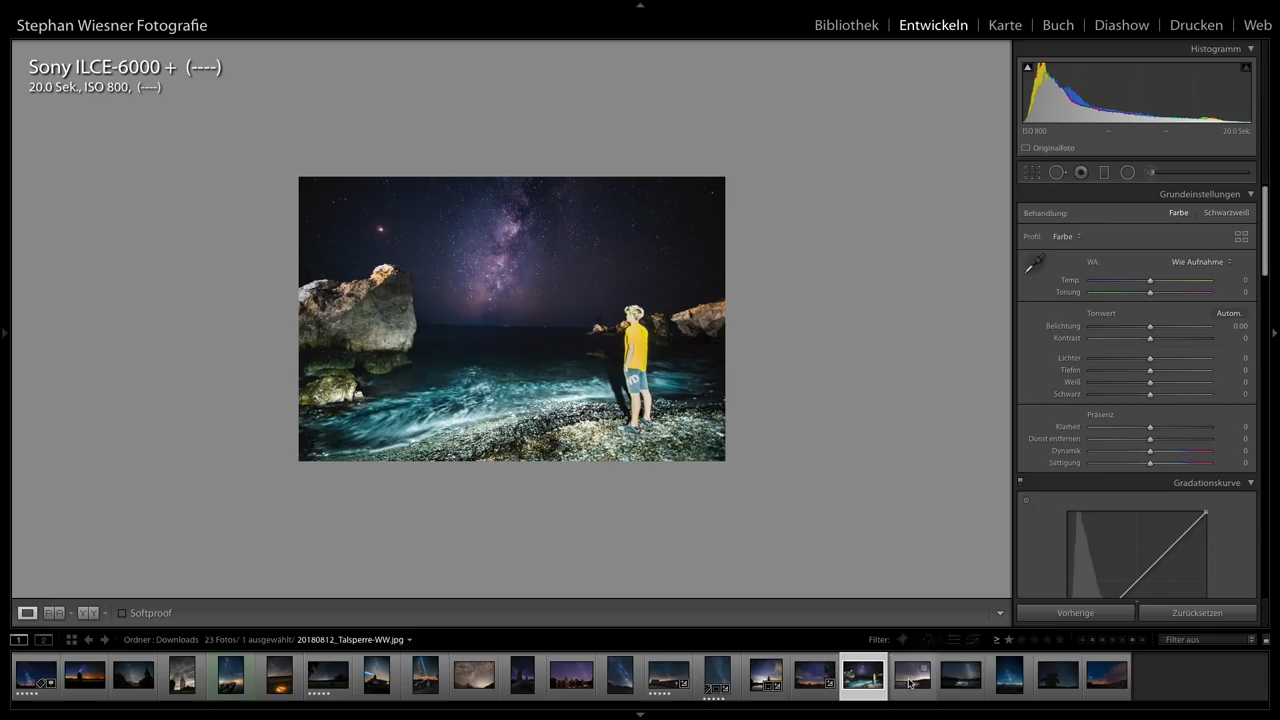 Stephan Wiesner Fotografie
Bibliothek | Entwickeln | Karte | Buch | Diashow | Drucken | Web
Sony ILCE-6000 + (----)
20.0 Sek., ISO 800, (----)
Histogramm
ISO 800 – – 20.0 Sek.
Originalfoto
Grundeinstellungen
Behandlung: Farbe Schwarzweiß
Profil Farbe
WA: Wie Aufnahme
Temp. 0
Tonung 0
Tonwert Autom.
Belichtung 0.00
Kontrast 0
Lichter 0
Tiefen 0
Weiß 0
Schwarz 0
Präsenz
Klarheit 0
Dunst entfernen 0
Dynamik 0
Sättigung 0
Gradationskurve
Softproof
Vorherige Zurücksetzen
1 2 Ordner : Downloads 23 Fotos/ 1 ausgewählt/ 20180812_Talsperre-WW.jpg Filter: ≥ Filter aus